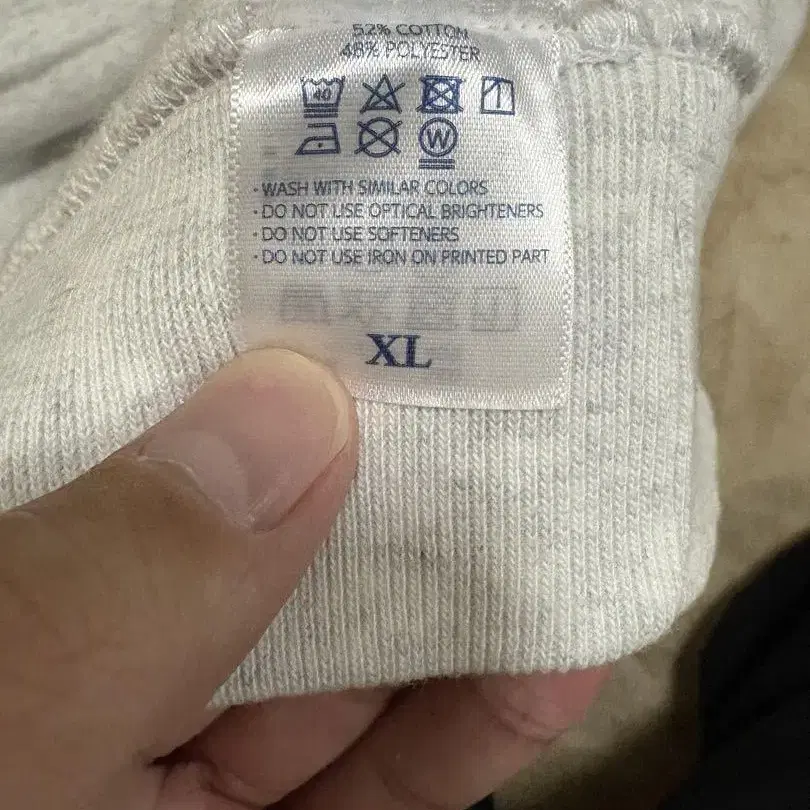 52% COTTON
48% POLYESTER
40
W
· WASH WITH SIMILAR COLORS
· DO NOT USE OPTICAL BRIGHTENERS
· DO NOT USE SOFTENERS
· DO NOT USE IRON ON PRINTED PART
XL